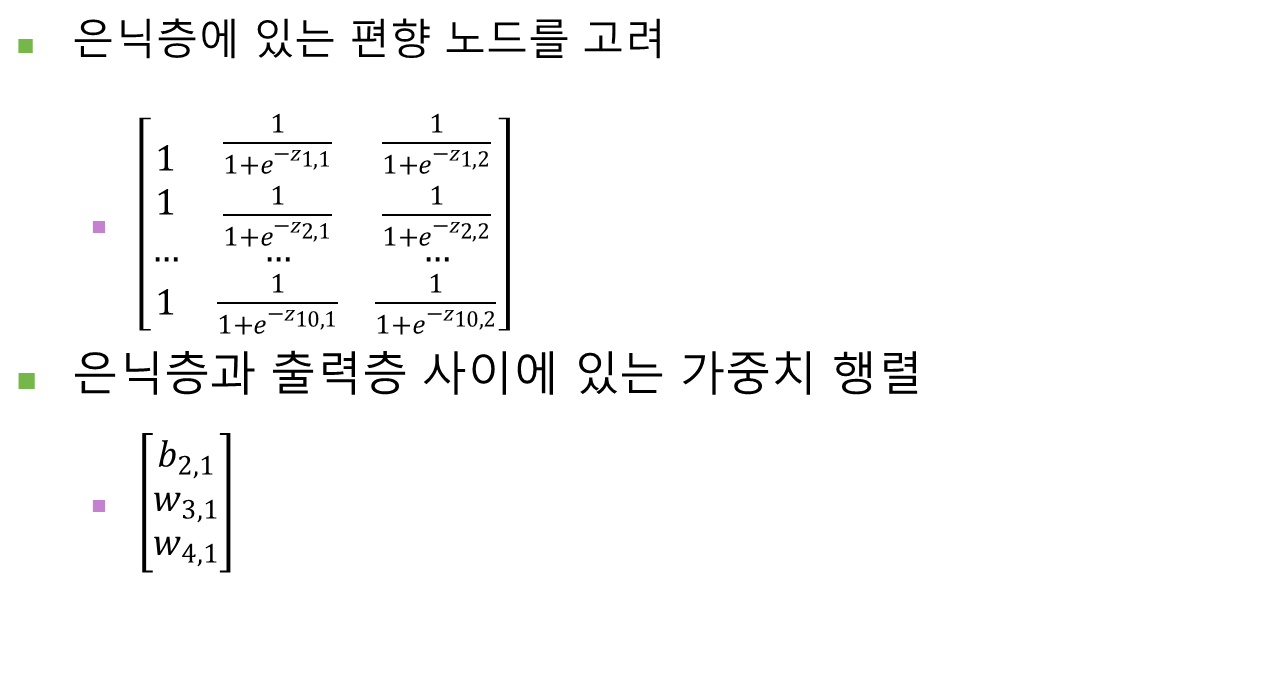 은닉층에 있는 편향 노드를 고려
[1 1/(1+e^{-z_{1,1}}) 1/(1+e^{-z_{1,2}})
1 1/(1+e^{-z_{2,1}}) 1/(1+e^{-z_{2,2}})
... ... ...
1 1/(1+e^{-z_{10,1}}) 1/(1+e^{-z_{10,2}})]
은닉층과 출력층 사이에 있는 가중치 행렬
[b_{2,1}
w_{3,1}
w_{4,1}]